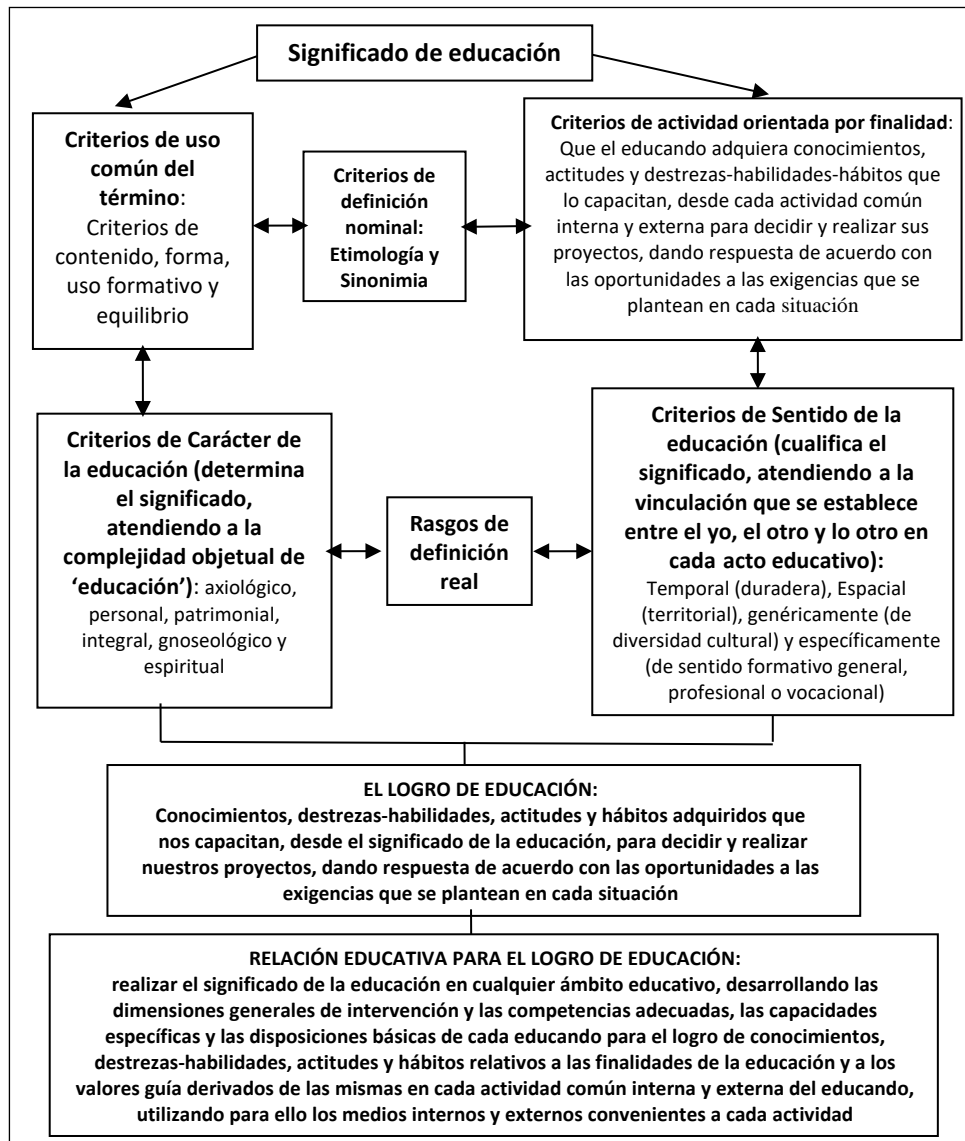 Significado de educación
Criterios de uso
común del
término:
Criterios de
contenido, forma,
uso formativo y
equilibrio
Criterios de
definición
nominal:
Etimología y
Sinonimia
Criterios de actividad orientada por finalidad:
Que el educando adquiera conocimientos,
actitudes y destrezas-habilidades-hábitos que
lo capacitan, desde cada actividad común
interna y externa para decidir y realizar sus
proyectos, dando respuesta de acuerdo con
las oportunidades a las exigencias que se
plantean en cada situación
Criterios de Carácter de
la educación (determina
el significado,
atendiendo a la
complejidad objetual de
‘educación’): axiológico,
personal, patrimonial,
integral, gnoseológico y
espiritual
Rasgos de
definición
real
Criterios de Sentido de la
educación (cualifica el
significado, atendiendo a la
vinculación que se establece
entre el yo, el otro y lo otro en
cada acto educativo):
Temporal (duradera), Espacial
(territorial), genéricamente (de
diversidad cultural) y específicamente
(de sentido formativo general,
profesional o vocacional)
EL LOGRO DE EDUCACIÓN:
Conocimientos, destrezas-habilidades, actitudes y hábitos adquiridos que
nos capacitan, desde el significado de la educación, para decidir y realizar
nuestros proyectos, dando respuesta de acuerdo con las oportunidades a las
exigencias que se plantean en cada situación
RELACIÓN EDUCATIVA PARA EL LOGRO DE EDUCACIÓN:
realizar el significado de la educación en cualquier ámbito educativo, desarrollando las
dimensiones generales de intervención y las competencias adecuadas, las capacidades
específicas y las disposiciones básicas de cada educando para el logro de conocimientos,
destrezas-habilidades, actitudes y hábitos relativos a las finalidades de la educación y a los
valores guía derivados de las mismas en cada actividad común interna y externa del educando,
utilizando para ello los medios internos y externos convenientes a cada actividad